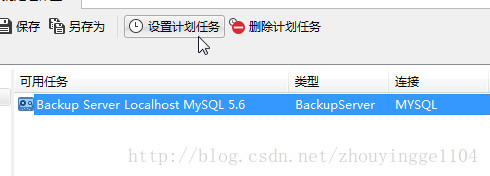 保存 另存为 设置计划任务 删除计划任务
可用任务 类型 连接
Backup Server Localhost MySQL 5.6 BackupServer MYSQL
http://blog.csdn.net/zhouyingge1104